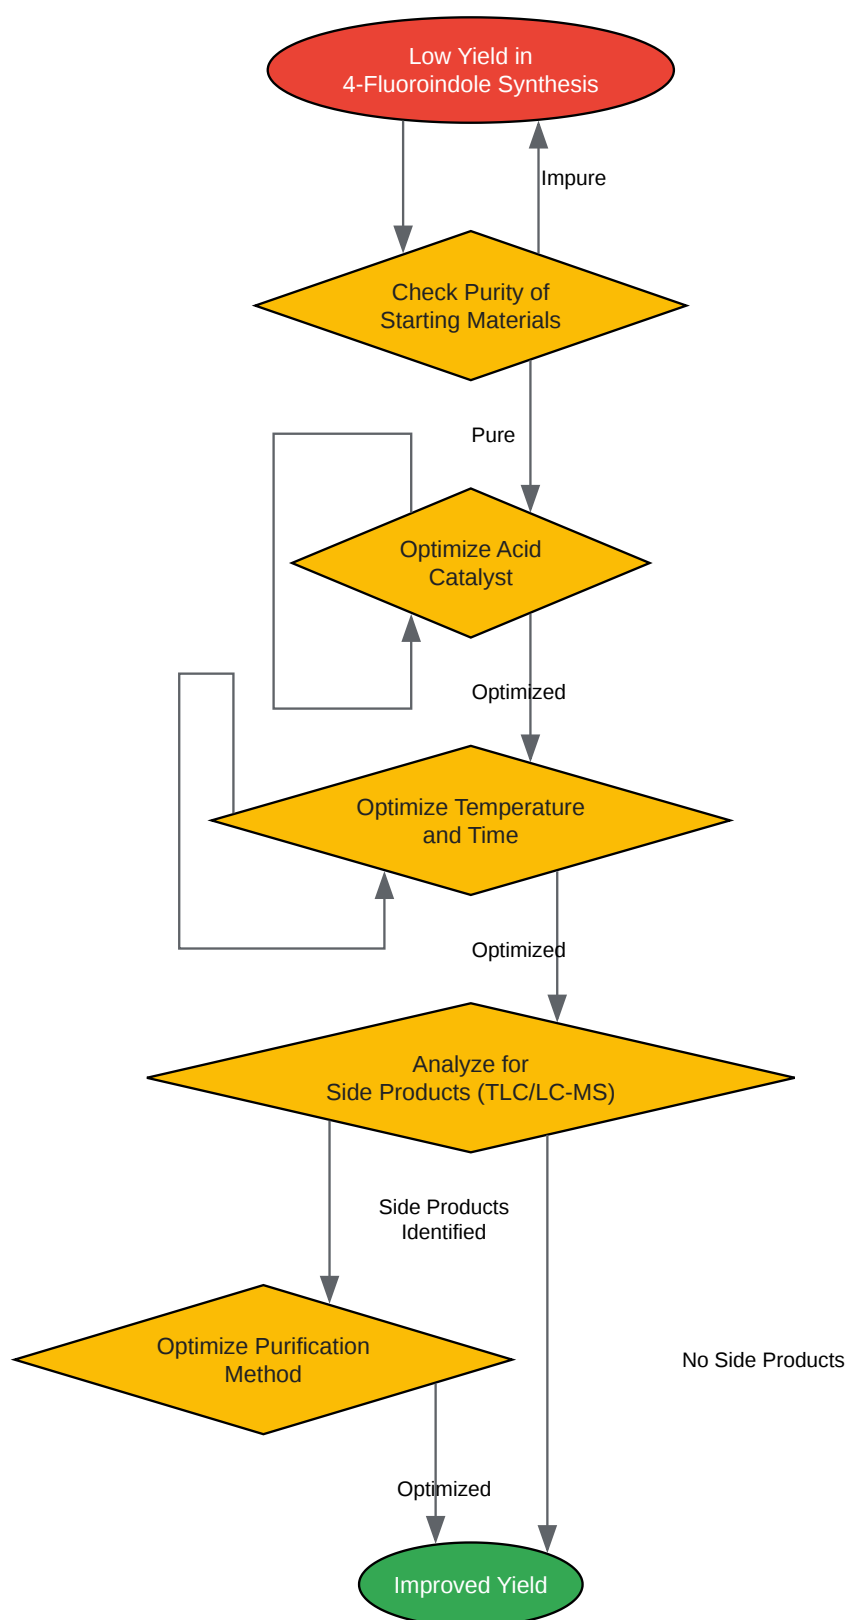 Low Yield in
4-Fluoroindole Synthesis
Impure
Check Purity of
Starting Materials
Pure
Optimize Acid
Catalyst
Optimized
Optimize Temperature
and Time
Optimized
Analyze for
Side Products (TLC/LC-MS)
Side Products
Identified
Optimize Purification
Method
No Side Products
Optimized
Improved Yield